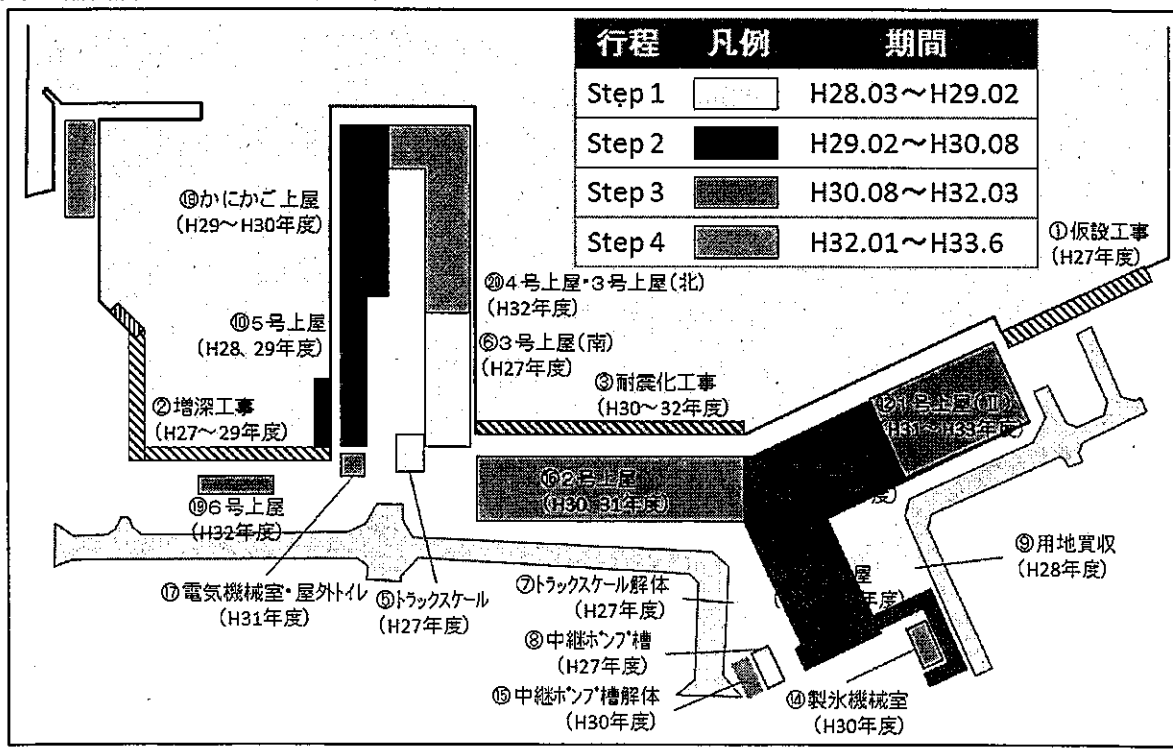 行程 凡例 期間
Step 1 H28.03～H29.02
Step 2 H29.02～H30.08
Step 3 H30.08～H32.03
Step 4 H32.01～H33.6
①仮設工事
(H27年度)
⑱かにかご上屋
(H29～H30年度)
⑳4号上屋・3号上屋(北)
(H32年度)
⑩5号上屋
(H28、29年度)
⑥3号上屋(南)
(H27年度)
③耐震化工事
(H30～32年度)
②増深工事
(H27～29年度)
1号上屋
H31～H33年度)
⑯2号上屋
(H30、31年度)
年度)
⑲6号上屋
(H32年度)
⑨用地買収
(H28年度)
⑰電気機械室・屋外トイレ
(H31年度)
⑤トラックスケール
(H27年度)
⑦トラックスケール解体
(H27年度)
屋
⑧中継ポンプ槽
(H27年度)
⑮中継ポンプ槽解体
(H30年度)
⑭製氷機械室
(H30年度)